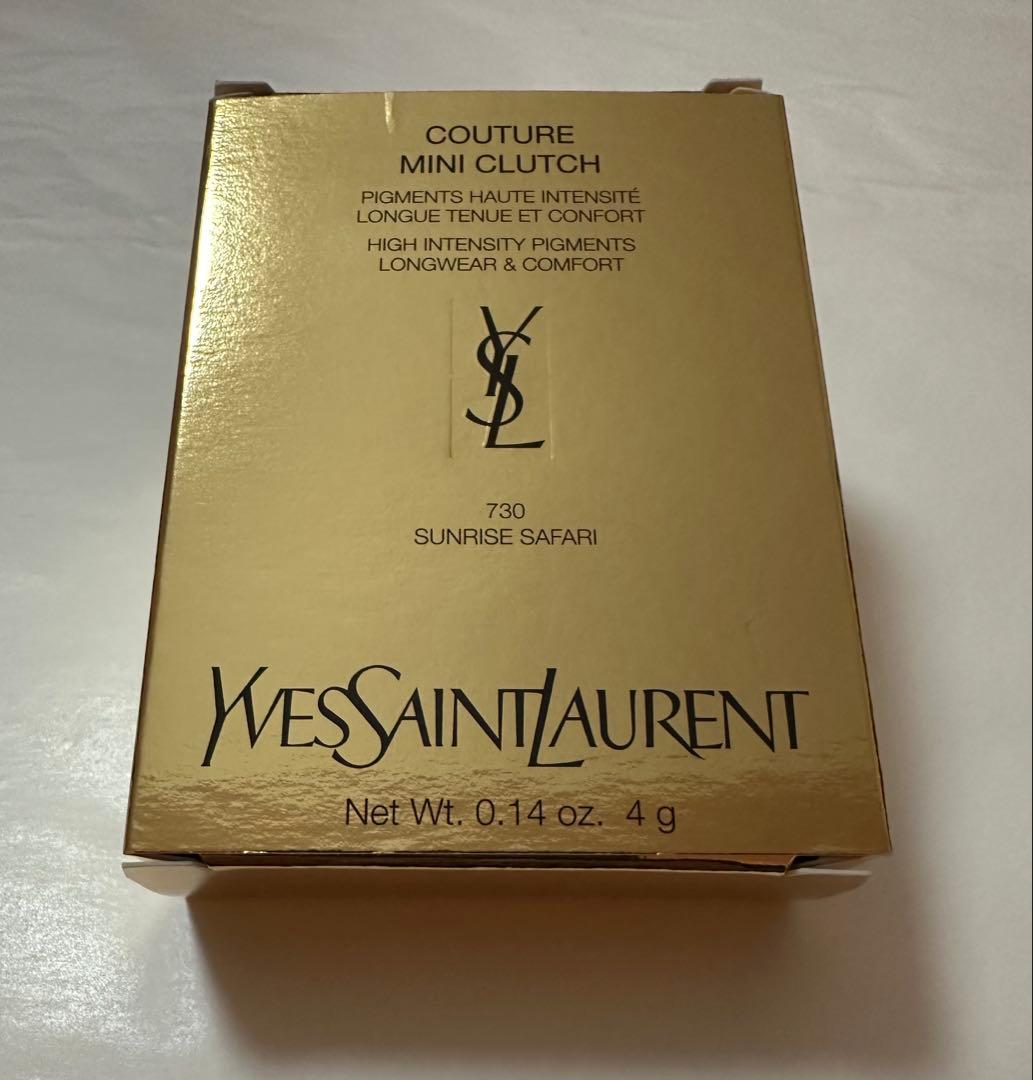 COUTURE
MINI CLUTCH
PIGMENTS HAUTE INTENSITÉ
LONGUE TENUE ET CONFORT
HIGH INTENSITY PIGMENTS
LONGWEAR & COMFORT
YSL
730
SUNRISE SAFARI
YVESSAINTLAURENT
Net Wt. 0.14 oz. 4 g